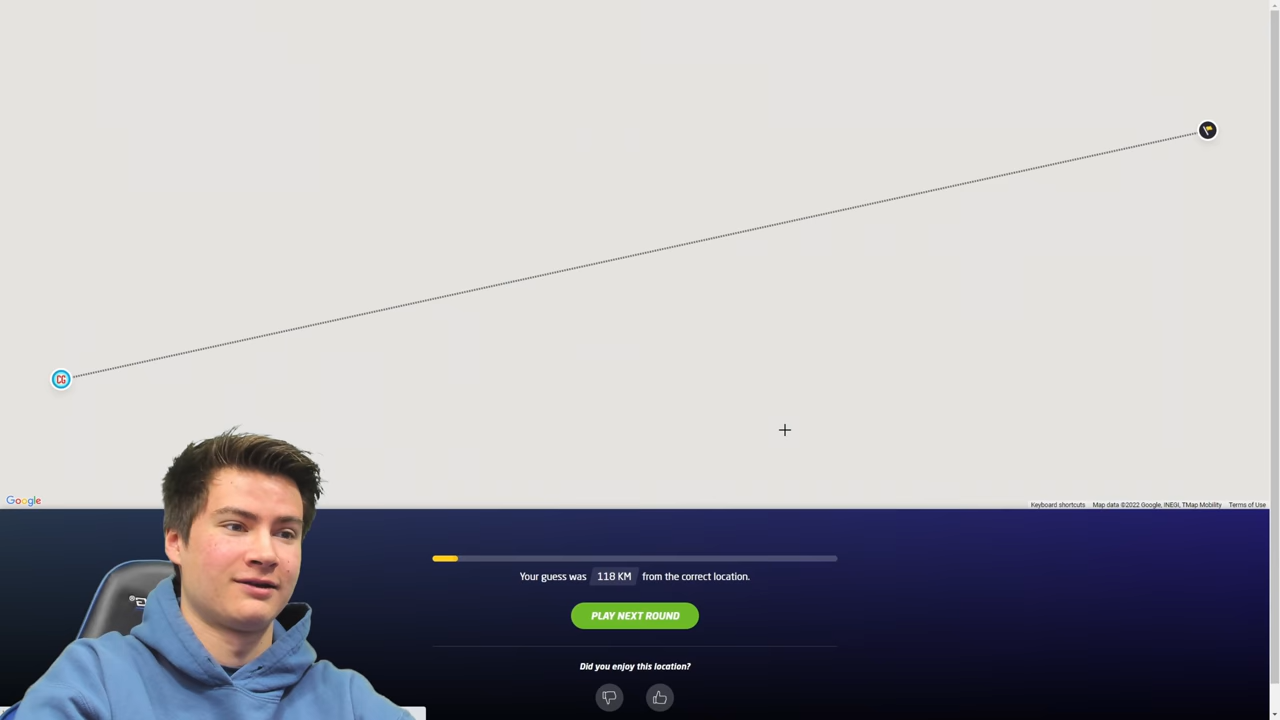 DG
Google
Keyboard shortcuts
Map data ©2022 Google, INEGI, TMap Mobility
Terms of Use
Your guess was 118 KM from the correct location.
PLAY NEXT ROUND
Did you enjoy this location?